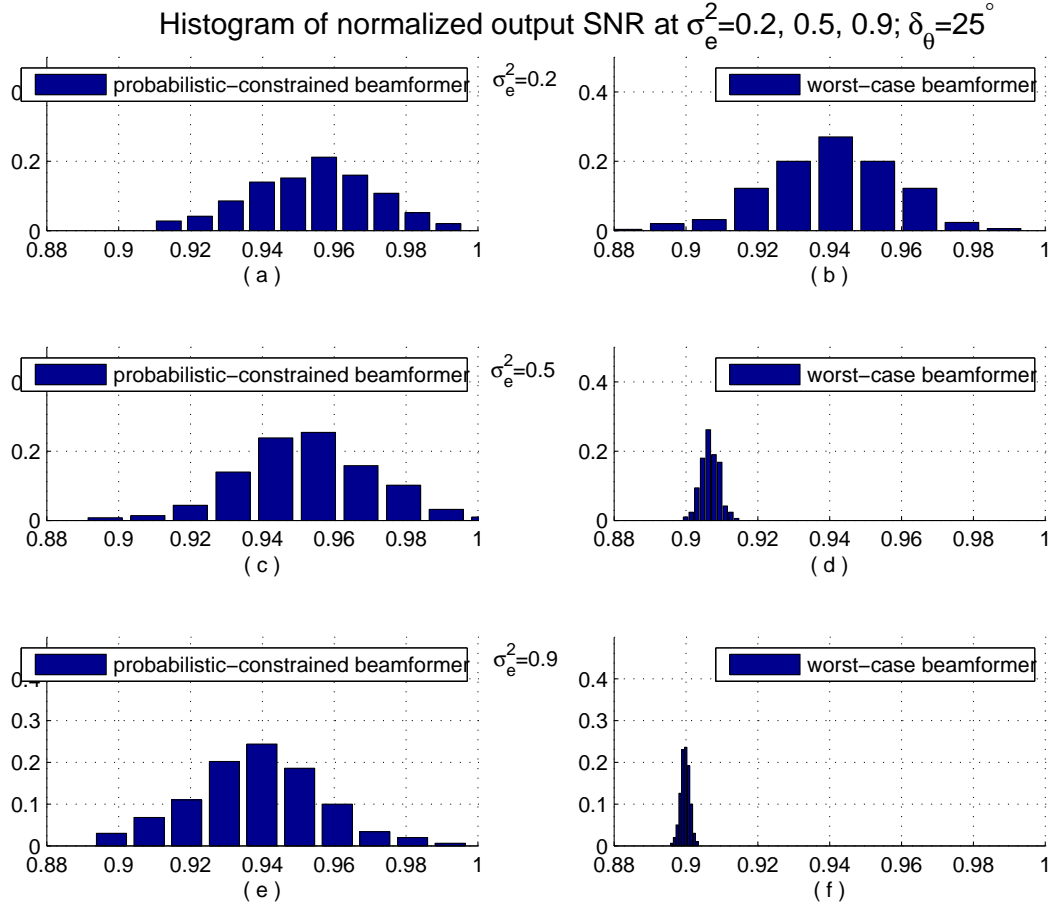 Histogram of normalized output SNR at σ_e^2=0.2, 0.5, 0.9; δ_θ=25°
probabilistic−constrained beamformer
σ_e^2=0.2
worst−case beamformer
0.4
0.2
0
0.88 0.9 0.92 0.94 0.96 0.98 1
( a )
0.4
0.2
0
0.88 0.9 0.92 0.94 0.96 0.98 1
( b )
probabilistic−constrained beamformer
σ_e^2=0.5
worst−case beamformer
0.4
0.2
0
0.88 0.9 0.92 0.94 0.96 0.98 1
( c )
0.4
0.2
0
0.88 0.9 0.92 0.94 0.96 0.98 1
( d )
probabilistic−constrained beamformer
σ_e^2=0.9
worst−case beamformer
0.4
0.3
0.2
0.1
0
0.88 0.9 0.92 0.94 0.96 0.98 1
( e )
0.4
0.3
0.2
0.1
0
0.88 0.9 0.92 0.94 0.96 0.98 1
( f )